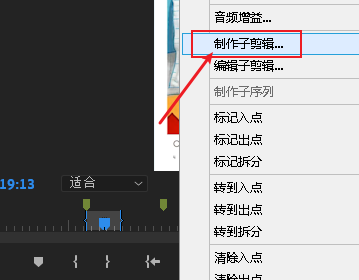 音频增益...
制作子剪辑...
编辑子剪辑...
制作子序列
标记入点
标记出点
标记拆分
19:13
适合
转到入点
转到出点
转到拆分
清除入点
清除出点